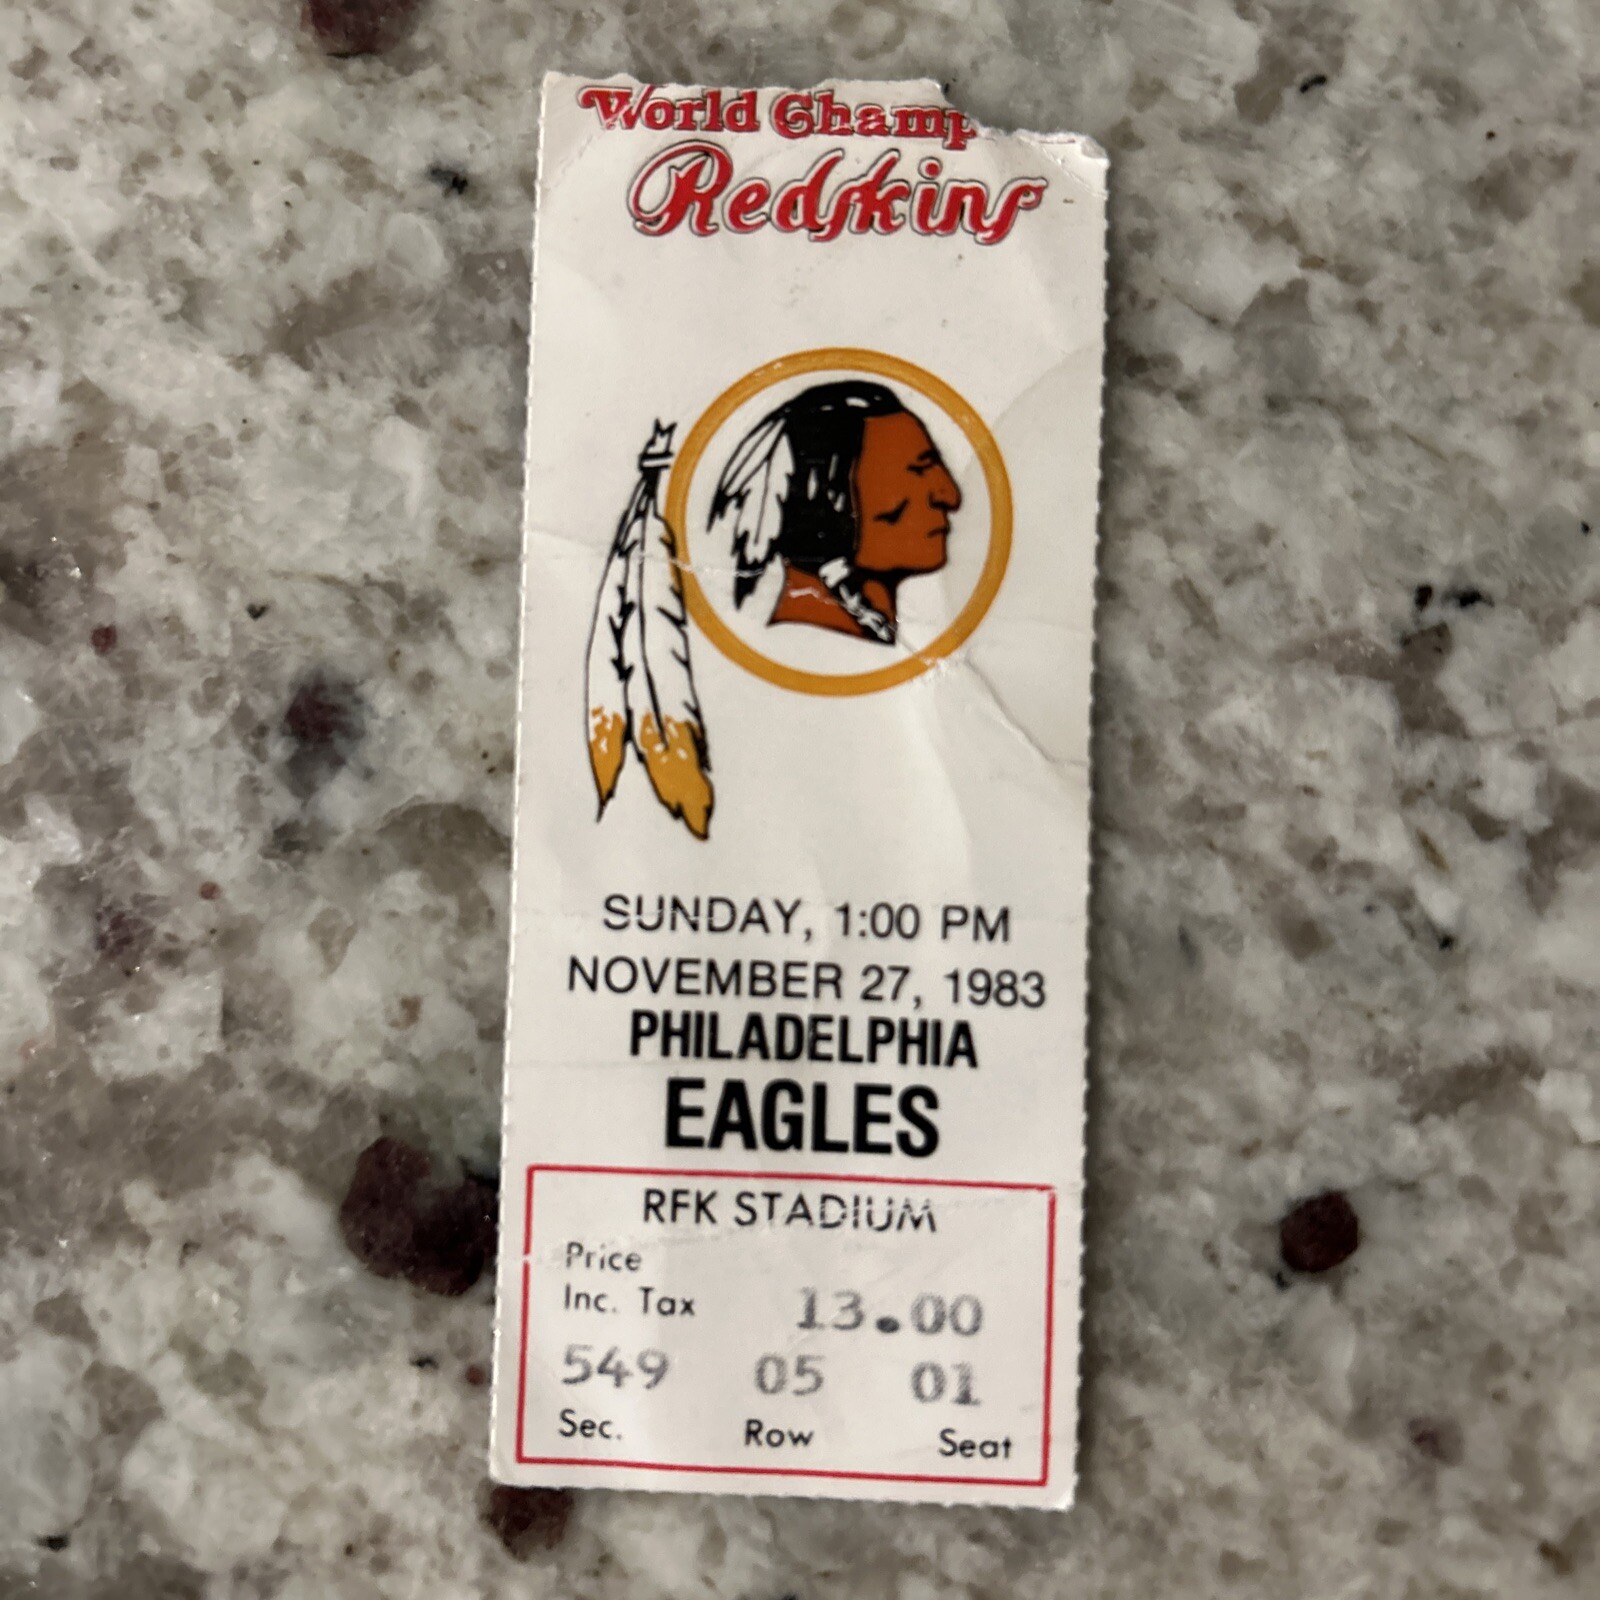 World Champ
Redskins
SUNDAY, 1:00 PM
NOVEMBER 27, 1983
PHILADELPHIA
EAGLES
RFK STADIUM
Price
Inc. Tax 13.00
549 05 01
Sec. Row Seat